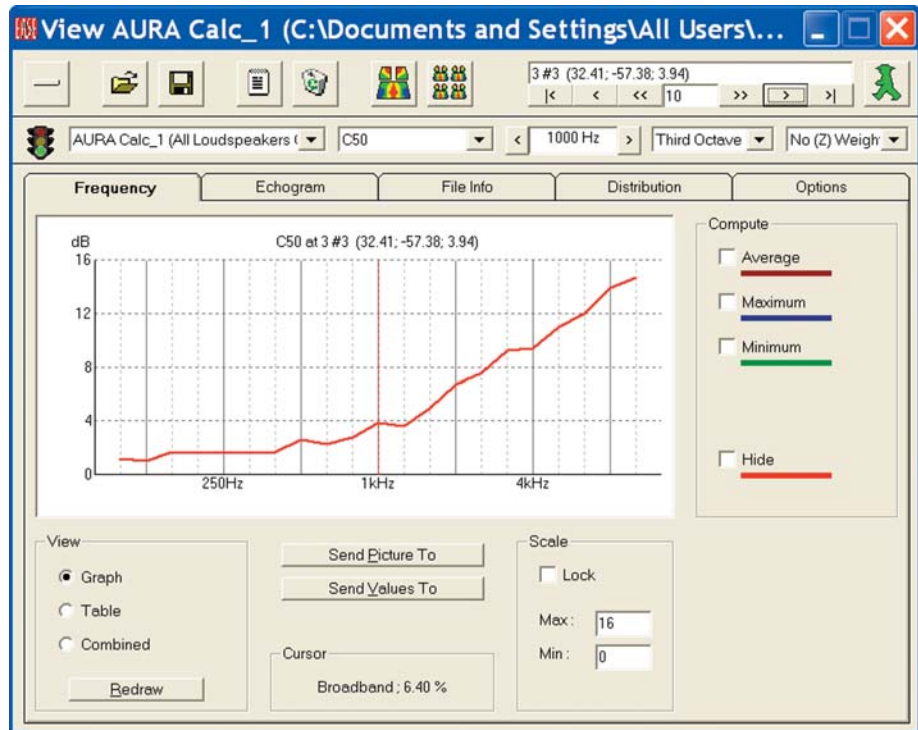 EASE View AURA Calc_1 (C:\Documents and Settings\All Users\...
3 #3 (32.41; -57.38; 3.94)
|< < << 10 >> > >|
AURA Calc_1 (All Loudspeakers ( C50 < 1000 Hz > Third Octave No (Z) Weigh
Frequency Echogram File Info Distribution Options
dB C50 at 3 #3 (32.41; -57.38; 3.94)
16
12
8
4
0
250Hz 1kHz 4kHz
Compute
Average
Maximum
Minimum
Hide
View
Graph
Table
Combined
Redraw
Send Picture To
Send Values To
Cursor
Broadband ; 6.40 %
Scale
Lock
Max : 16
Min : 0